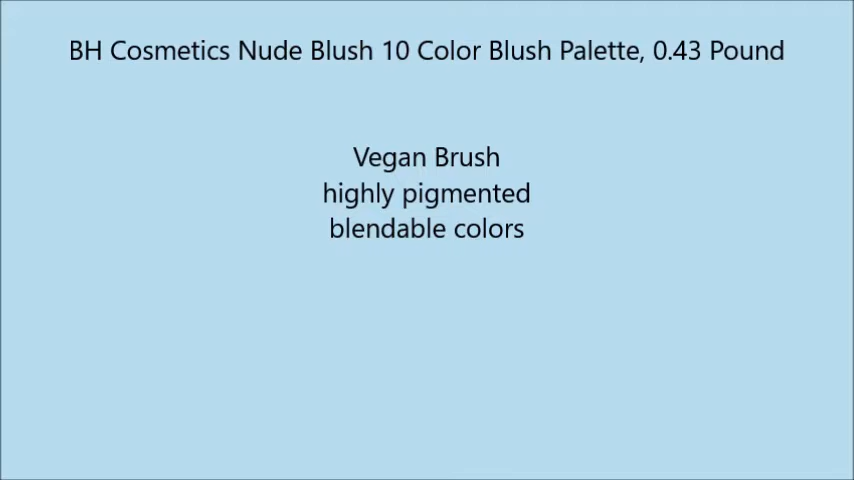 BH Cosmetics Nude Blush 10 Color Blush Palette, 0.43 Pound
Vegan Brush
highly pigmented
blendable colors